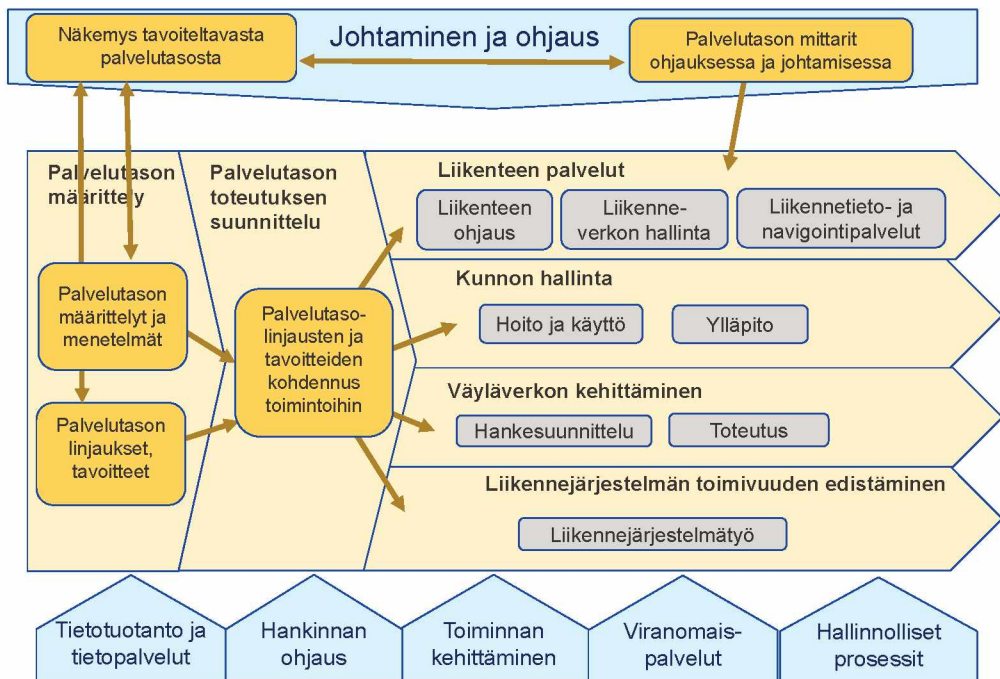 Näkemys tavoiteltavasta
palvelutasosta
Johtaminen ja ohjaus
Palvelutason mittarit
ohjauksessa ja johtamisessa
Palvelutason
määrittely
Palvelutason
toteutuksen
suunnittelu
Liikenteen palvelut
Liikenteen
ohjaus
Liikenne-
verkon hallinta
Liikennetieto- ja
navigointipalvelut
Palvelutason
määrittelyt ja
menetelmät
Palvelutaso-
linjausten ja
tavoitteiden
kohdennus
toimintoihin
Kunnon hallinta
Hoito ja käyttö
Ylläpito
Palvelutason
linjaukset,
tavoitteet
Väyläverkon kehittäminen
Hankesuunnittelu
Toteutus
Liikennejärjestelmän toimivuuden edistäminen
Liikennejärjestelmätyö
Tietotuotanto ja
tietopalvelut
Hankinnan
ohjaus
Toiminnan
kehittäminen
Viranomais-
palvelut
Hallinnolliset
prosessit